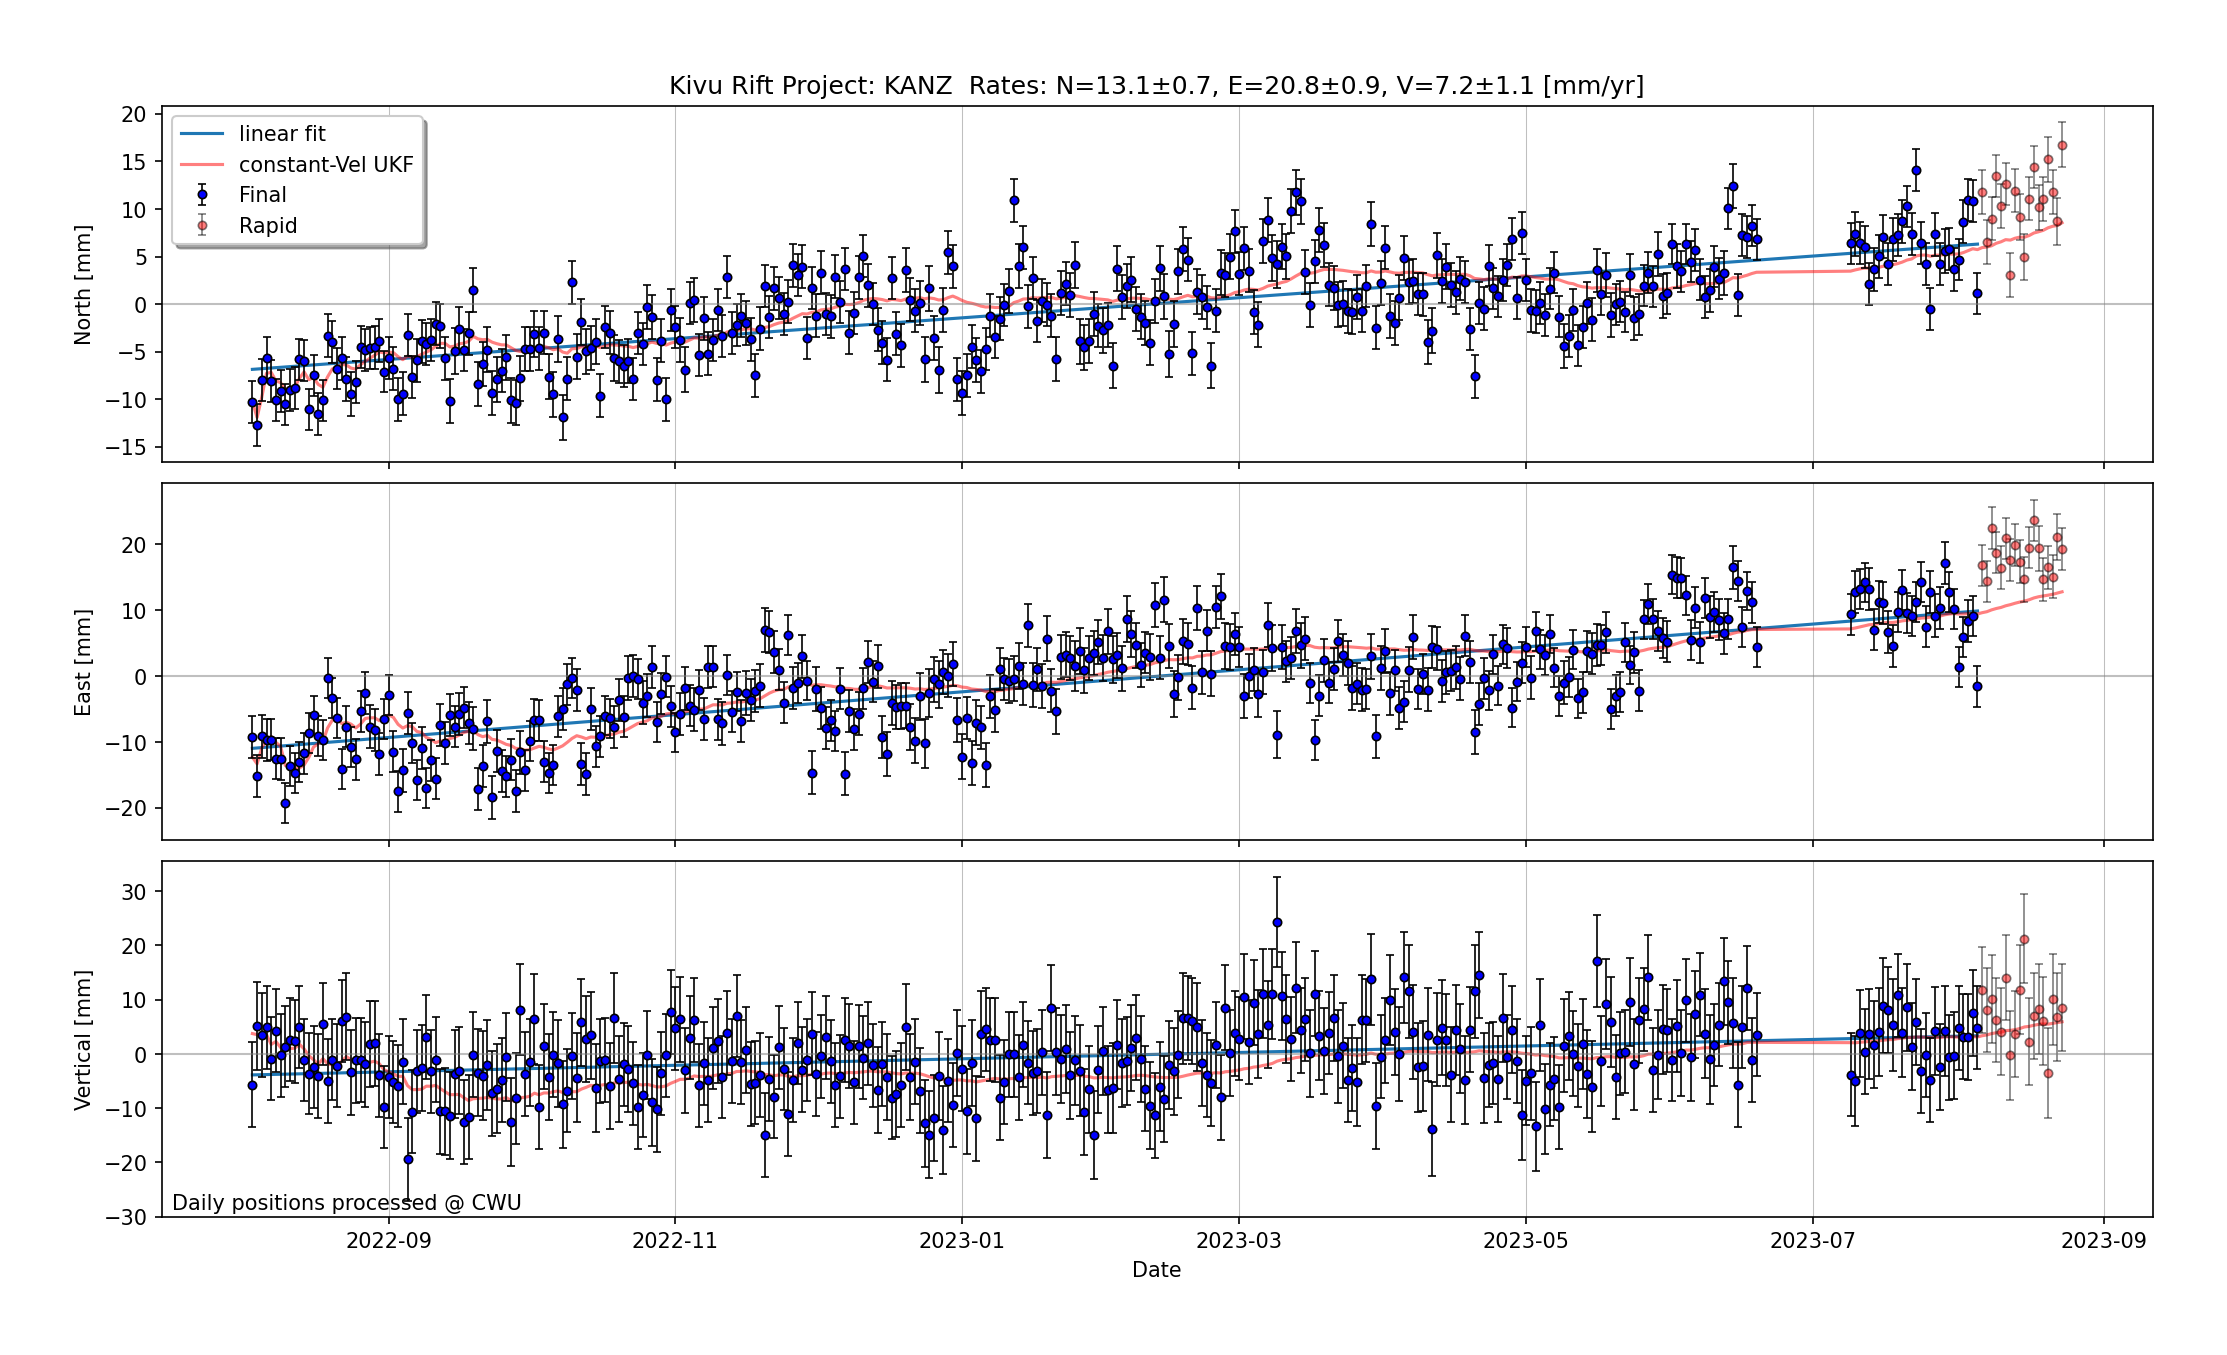 Kivu Rift Project: KANZ  Rates: N=13.1±0.7, E=20.8±0.9, V=7.2±1.1 [mm/yr]
linear fit
constant-Vel UKF
Final
Rapid
North [mm]
20
15
10
5
0
−5
−10
−15
East [mm]
20
10
0
−10
−20
Vertical [mm]
30
20
10
0
−10
−20
−30
Daily positions processed @ CWU
2022-09 2022-11 2023-01 2023-03 2023-05 2023-07 2023-09
Date